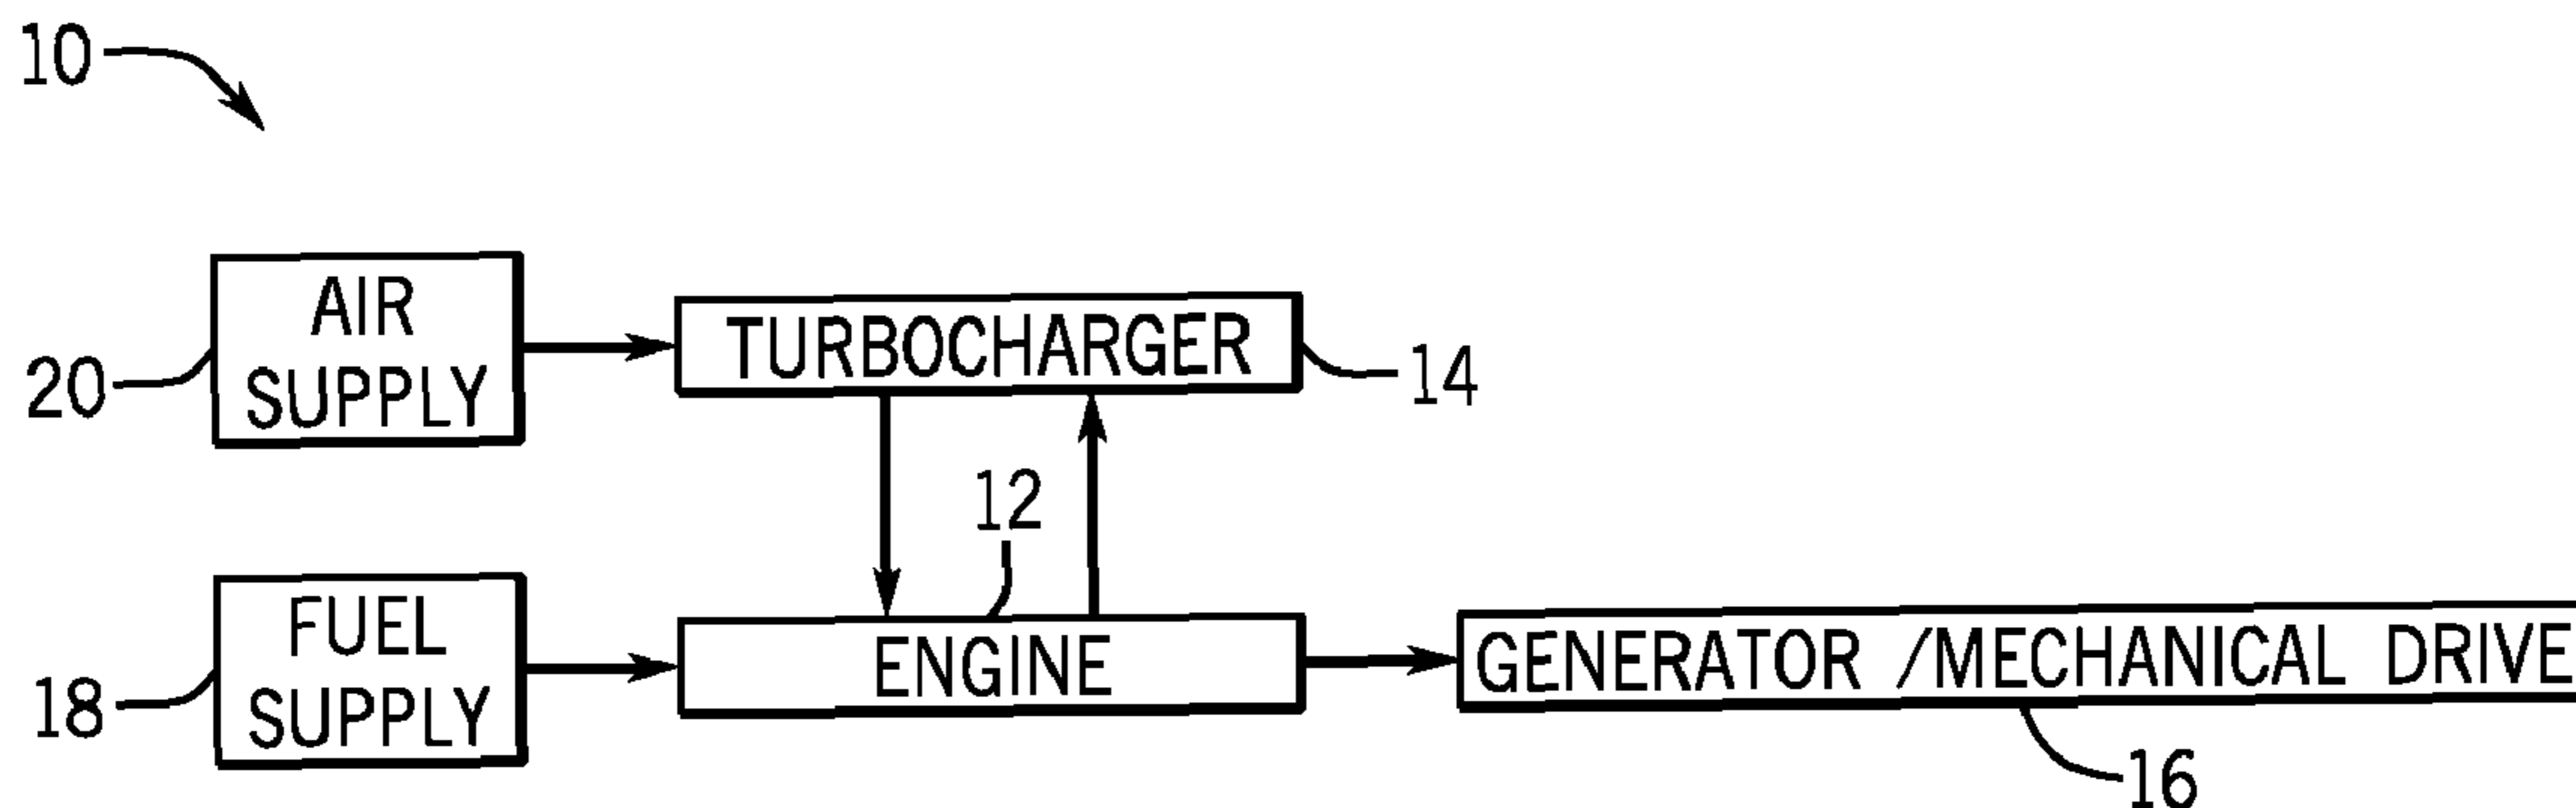 10
AIR
SUPPLY
20
TURBOCHARGER
14
12
FUEL
SUPPLY
18
ENGINE
GENERATOR /MECHANICAL DRIVE
16